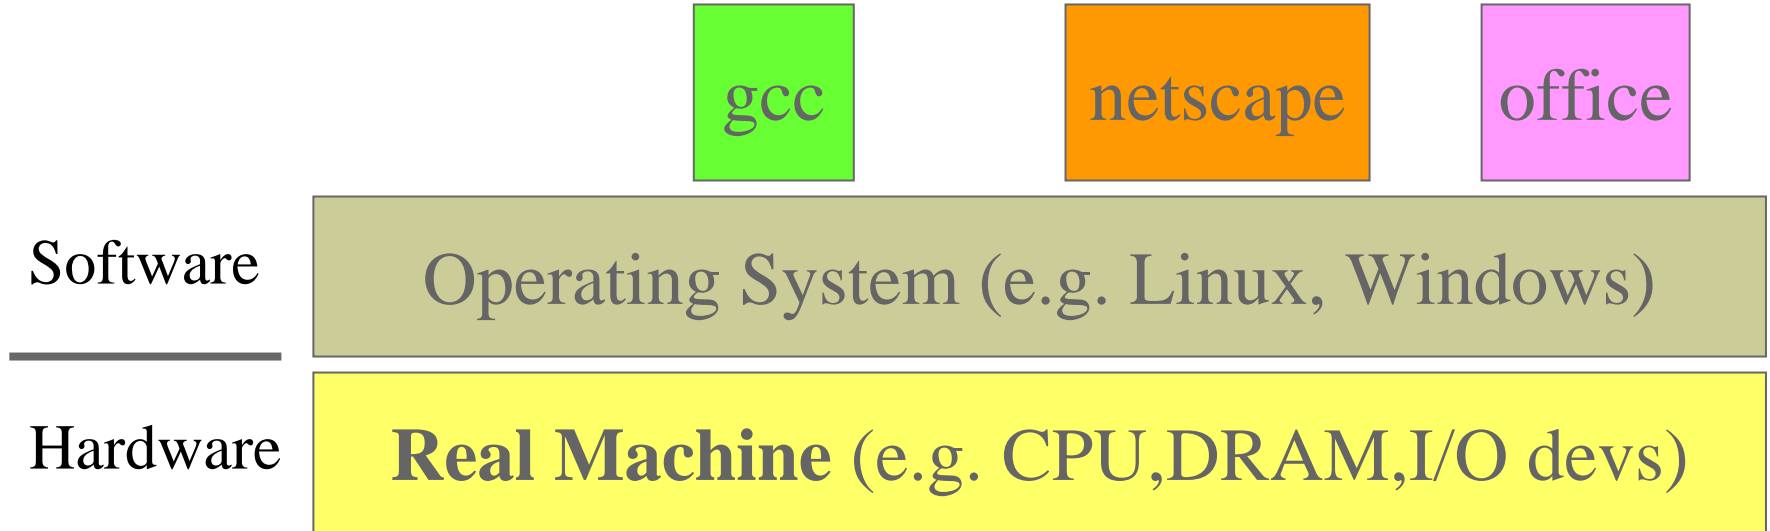 gcc
netscape
office
Software
Operating System (e.g. Linux, Windows)
Hardware
Real Machine (e.g. CPU,DRAM,I/O devs)